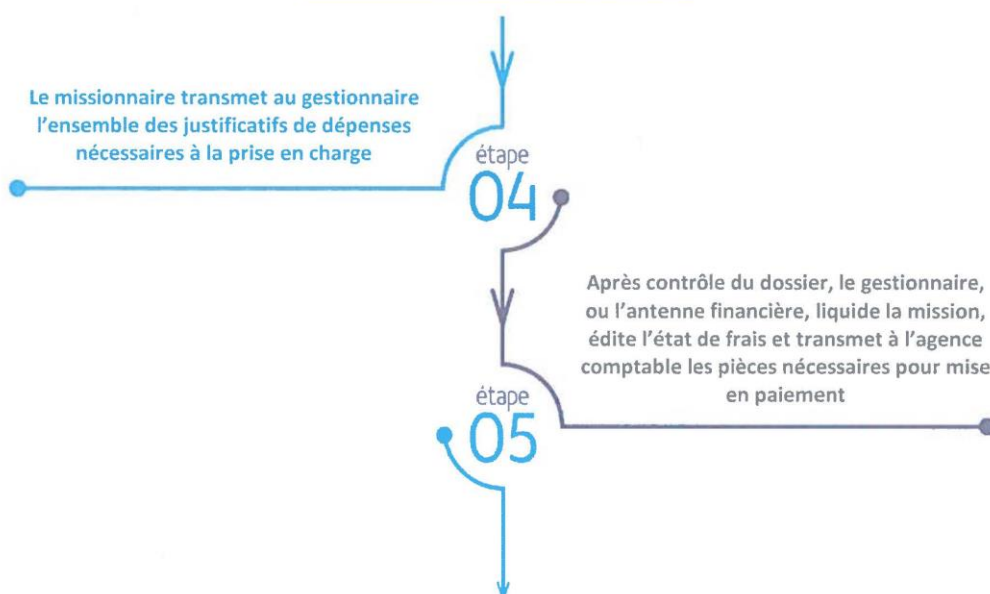 Le missionnaire transmet au gestionnaire
l'ensemble des justificatifs de dépenses
nécessaires à la prise en charge
étape
04
Après contrôle du dossier, le gestionnaire,
ou l'antenne financière, liquide la mission,
édite l'état de frais et transmet à l'agence
comptable les pièces nécessaires pour mise
en paiement
étape
05